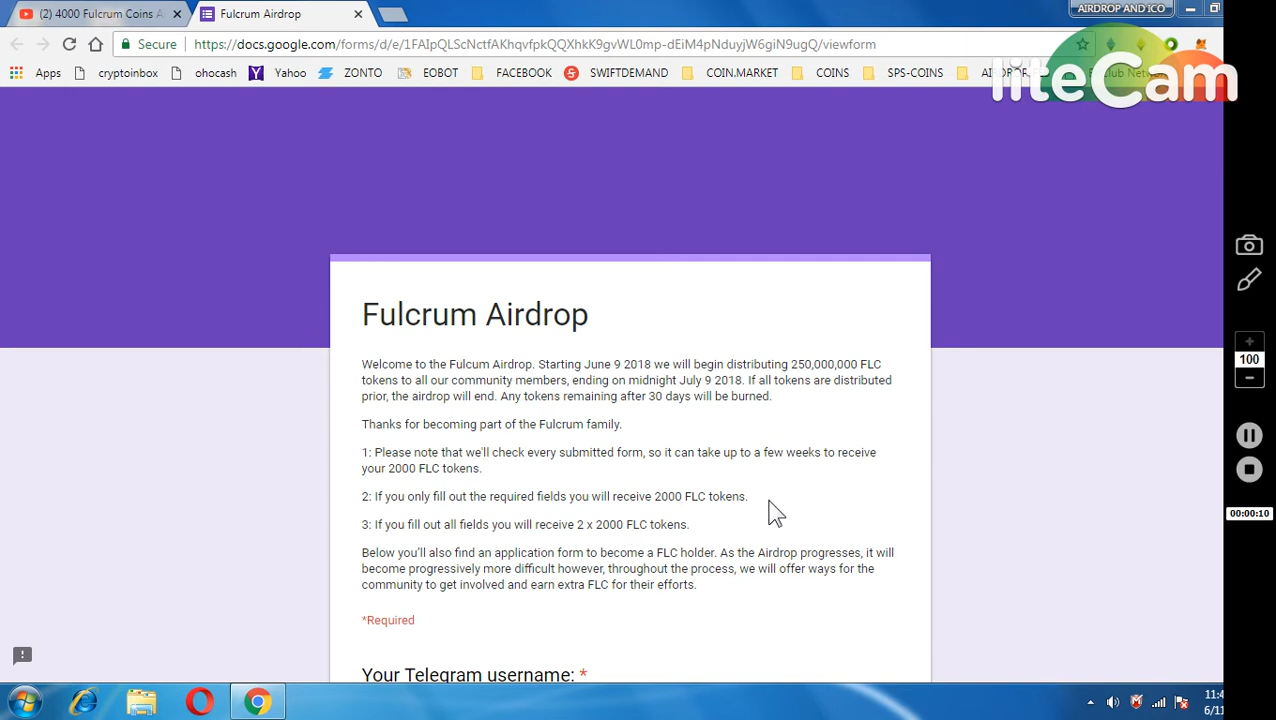 (2) 4000 Fulcrum Coins A
Fulcrum Airdrop
AIRDROP AND ICO
Secure
https://docs.google.com/forms/d/e/1FAIpQLScNctfAKhqvfpkQQXhkK9gvWL0mp-dEiM4pNduyjW6giN9ugQ/viewform
Apps
cryptoinbox
ohocash
Yahoo
ZONTO
EOBOT
FACEBOOK
SWIFTDEMAND
COIN.MARKET
COINS
SPS-COINS
liteCam
Fulcrum Airdrop
Welcome to the Fulcum Airdrop. Starting June 9 2018 we will begin distributing 250,000,000 FLC
tokens to all our community members, ending on midnight July 9 2018. If all tokens are distributed
prior, the airdrop will end. Any tokens remaining after 30 days will be burned.
Thanks for becoming part of the Fulcrum family.
1: Please note that we'll check every submitted form, so it can take up to a few weeks to receive
your 2000 FLC tokens.
2: If you only fill out the required fields you will receive 2000 FLC tokens.
3: If you fill out all fields you will receive 2 x 2000 FLC tokens.
Below you'll also find an application form to become a FLC holder. As the Airdrop progresses, it will
become progressively more difficult however, throughout the process, we will offer ways for the
community to get involved and earn extra FLC for their efforts.
*Required
Your Telegram username: *
100
00:00:10
11:4
6/11